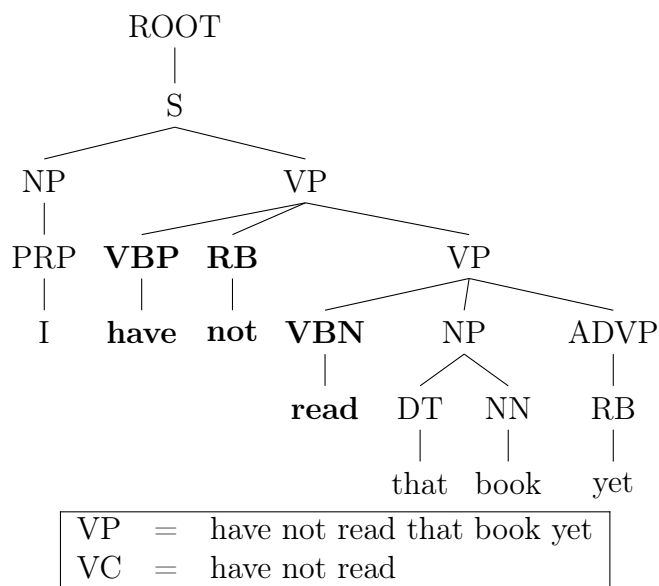 ROOT
S
NP VP
PRP VBP RB VP
I have not VBN NP ADVP
read DT NN RB
that book yet
VP = have not read that book yet
VC = have not read